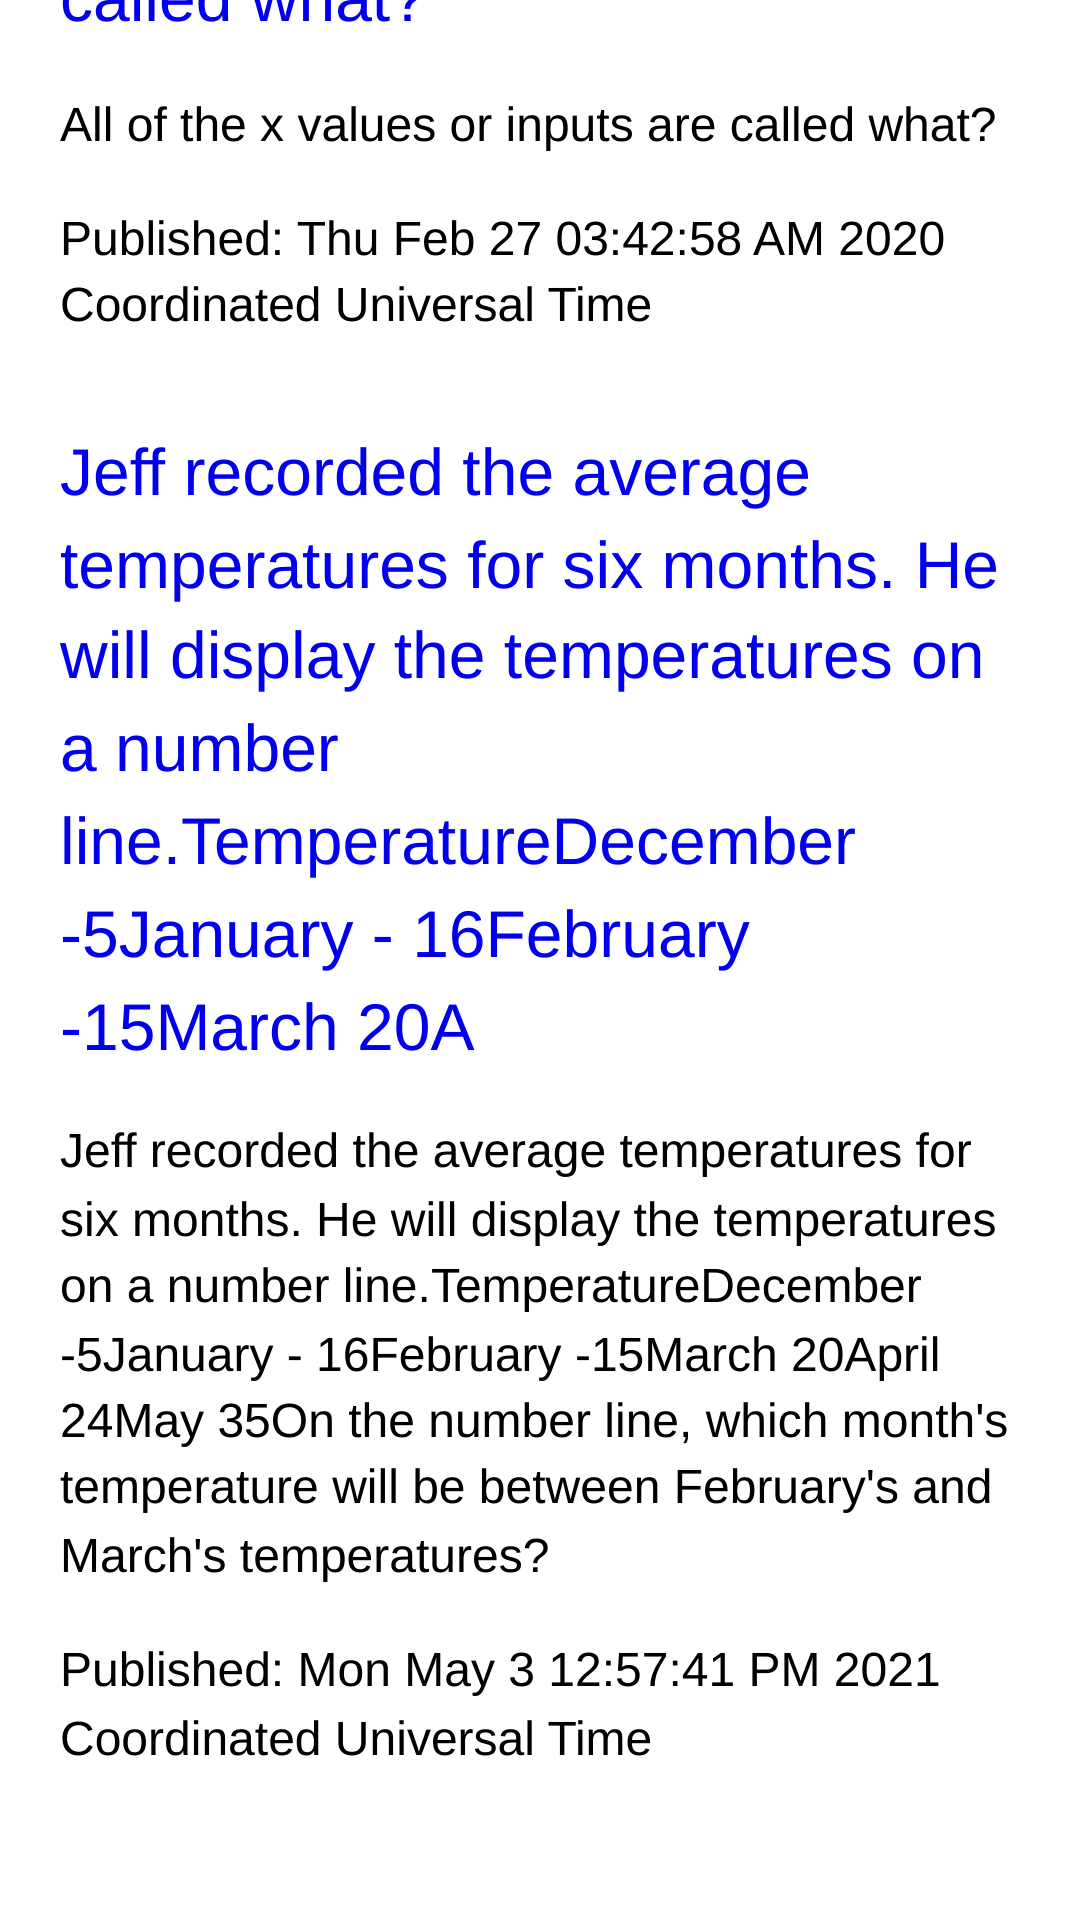 called what?
All of the x values or inputs are called what?
Published: Thu Feb 27 03:42:58 AM 2020
Coordinated Universal Time
Jeff recorded the average
temperatures for six months. He
will display the temperatures on
a number
line.TemperatureDecember
-5January - 16February
-15March 20A
Jeff recorded the average temperatures for
six months. He will display the temperatures
on a number line.TemperatureDecember
-5January - 16February -15March 20April
24May 35On the number line, which month's
temperature will be between February's and
March's temperatures?
Published: Mon May 3 12:57:41 PM 2021
Coordinated Universal Time